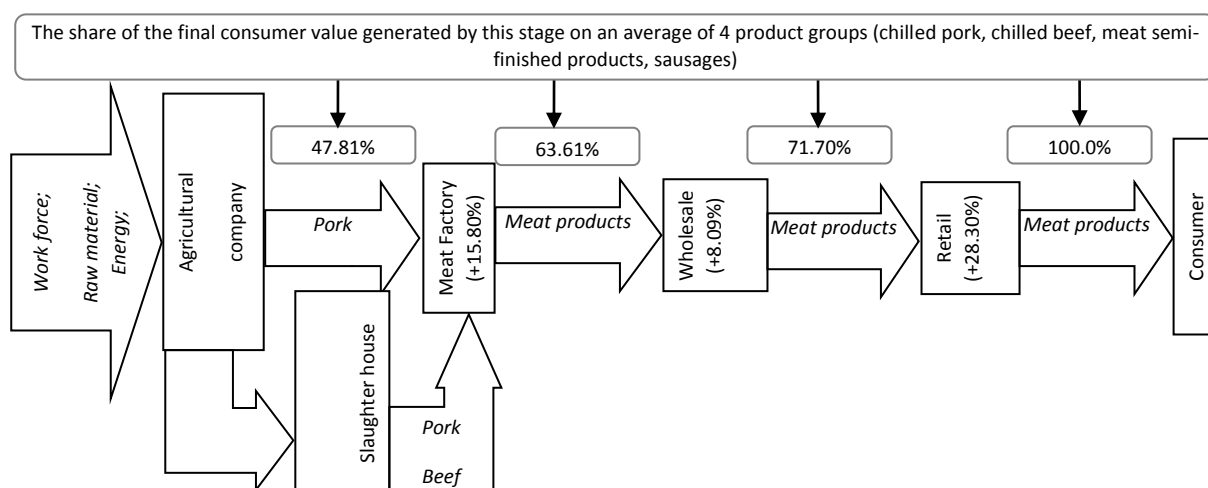 The share of the final consumer value generated by this stage on an average of 4 product groups (chilled pork, chilled beef, meat semi-
finished products, sausages)
47.81%
63.61%
71.70%
100.0%
Work force;
Raw material;
Energy;
Agricultural
company
Pork
Meat Factory
(+15.80%)
Meat products
Wholesale
(+8.09%)
Meat products
Retail
(+28.30%)
Meat products
Consumer
Slaughter house
Pork
Beef